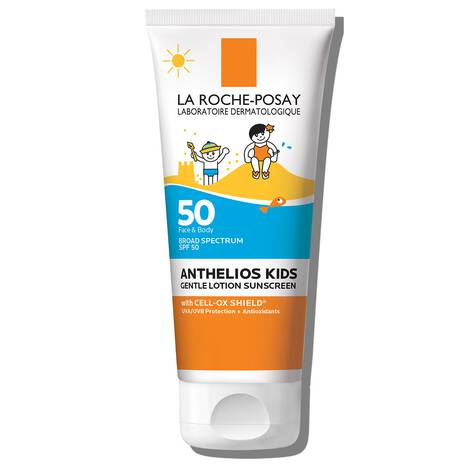 LA ROCHE-POSAY
LABORATOIRE DERMATOLOGIQUE
50
Face & Body
BROAD SPECTRUM
SPF 50
ANTHELIOS KIDS
GENTLE LOTION SUNSCREEN
with CELL-OX SHIELD®
UVA/UVB Protection + Antioxidants